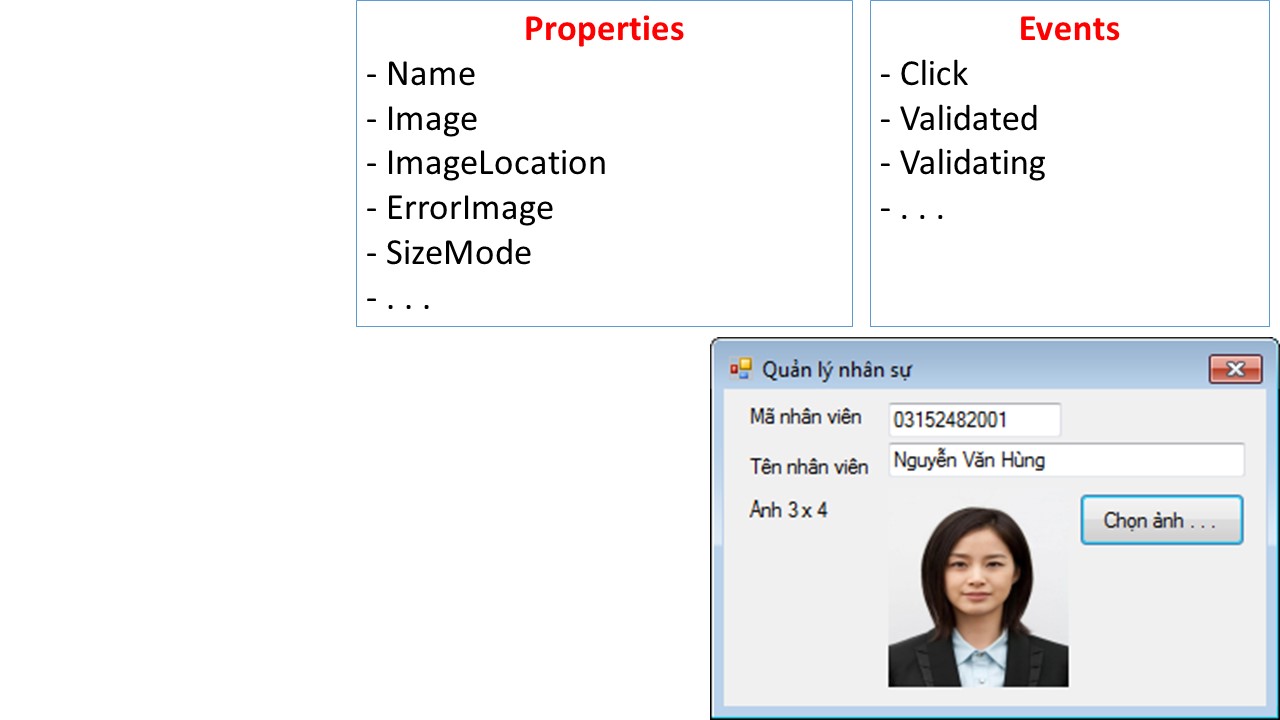 Properties
- Name
- Image
- ImageLocation
- ErrorImage
- SizeMode
- . . .
Events
- Click
- Validated
- Validating
- . . .
Quản lý nhân sự
Mã nhân viên 03152482001
Tên nhân viên Nguyễn Văn Hùng
Ảnh 3 x 4
Chọn ảnh . . .